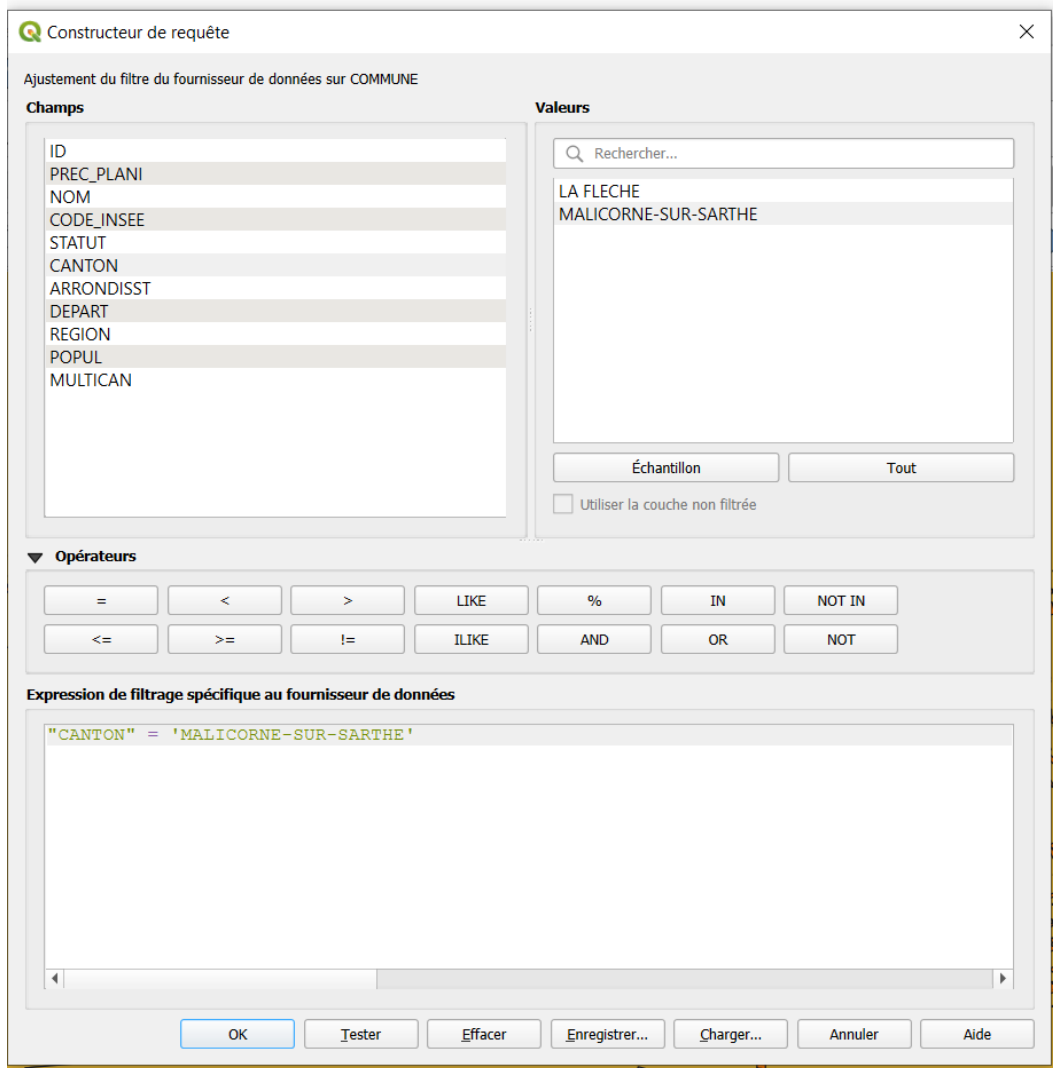 Constructeur de requête
Ajustement du filtre du fournisseur de données sur COMMUNE
Champs
ID
PREC_PLANI
NOM
CODE_INSEE
STATUT
CANTON
ARRONDISST
DEPART
REGION
POPUL
MULTICAN
Valeurs
Rechercher...
LA FLECHE
MALICORNE-SUR-SARTHE
Échantillon Tout
Utiliser la couche non filtrée
Opérateurs
= < > LIKE % IN NOT IN
<= >= != ILIKE AND OR NOT
Expression de filtrage spécifique au fournisseur de données
"CANTON" = 'MALICORNE-SUR-SARTHE'
OK Tester Effacer Enregistrer... Charger... Annuler Aide